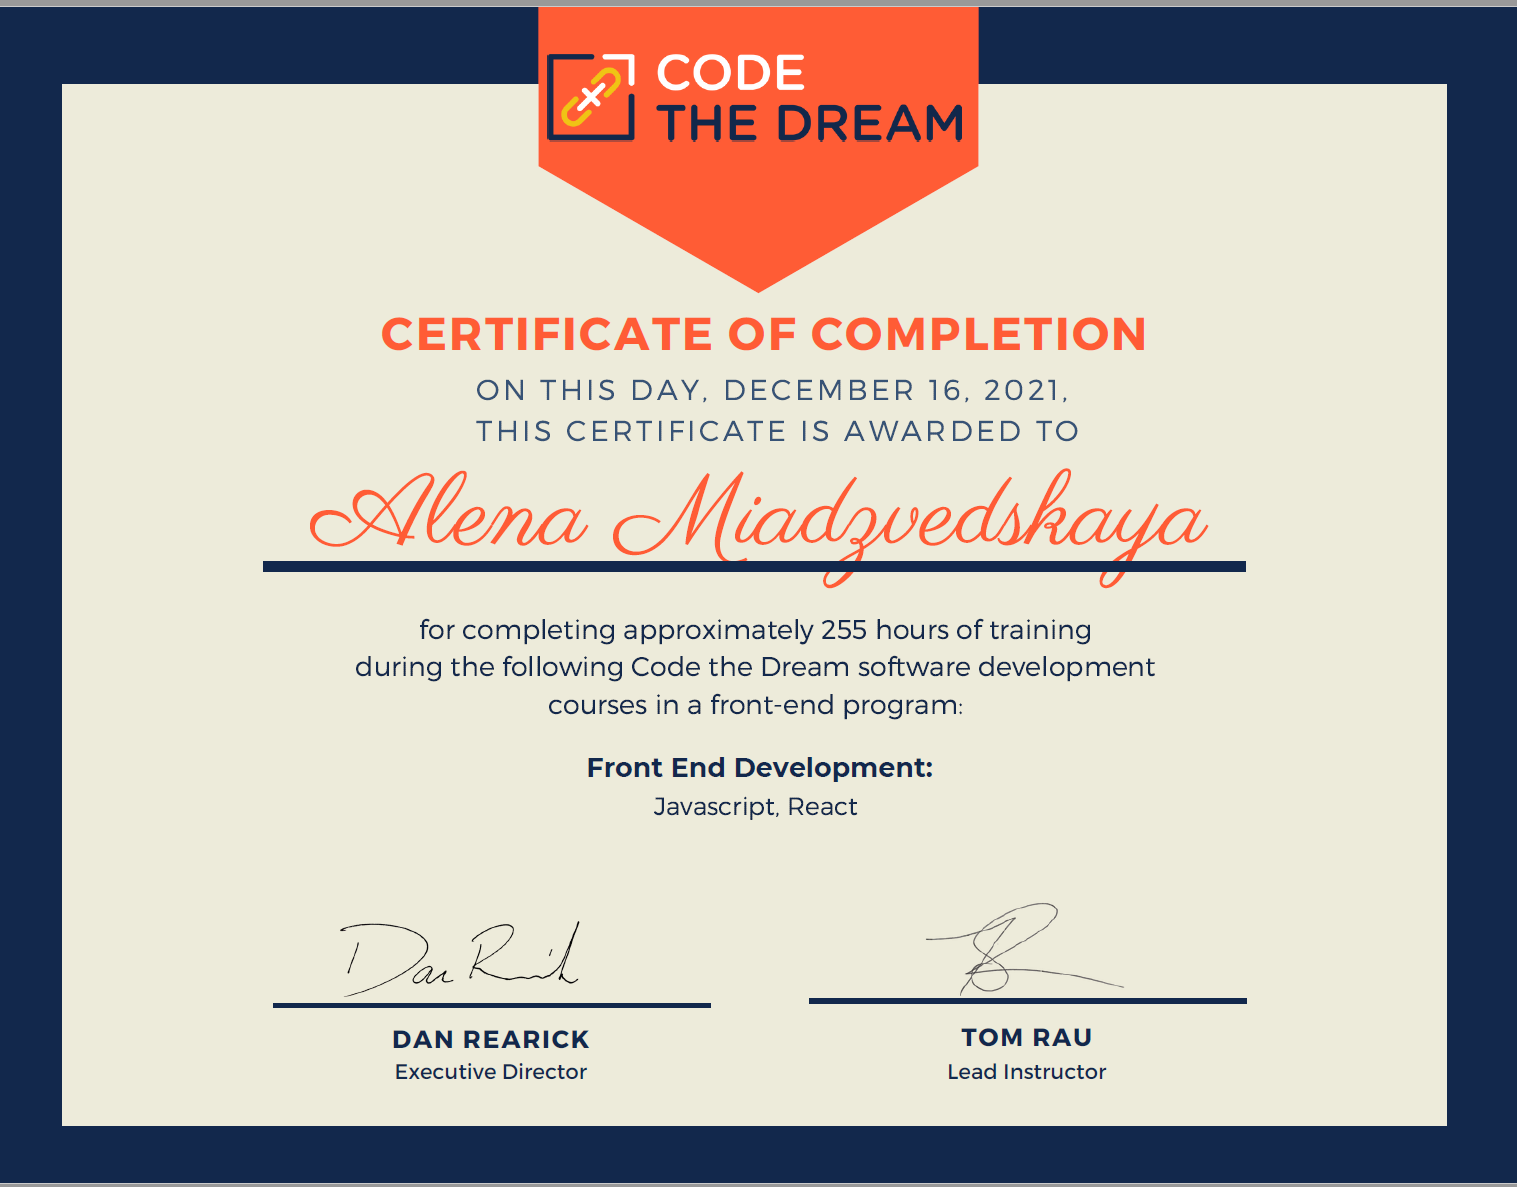 CODE
THE DREAM
CERTIFICATE OF COMPLETION
ON THIS DAY, DECEMBER 16, 2021,
THIS CERTIFICATE IS AWARDED TO
Alena Miadzvedskaya
for completing approximately 255 hours of training
during the following Code the Dream software development
courses in a front-end program:
Front End Development:
Javascript, React
Dan Rearick
DAN REARICK
Executive Director
TOM RAU
Lead Instructor